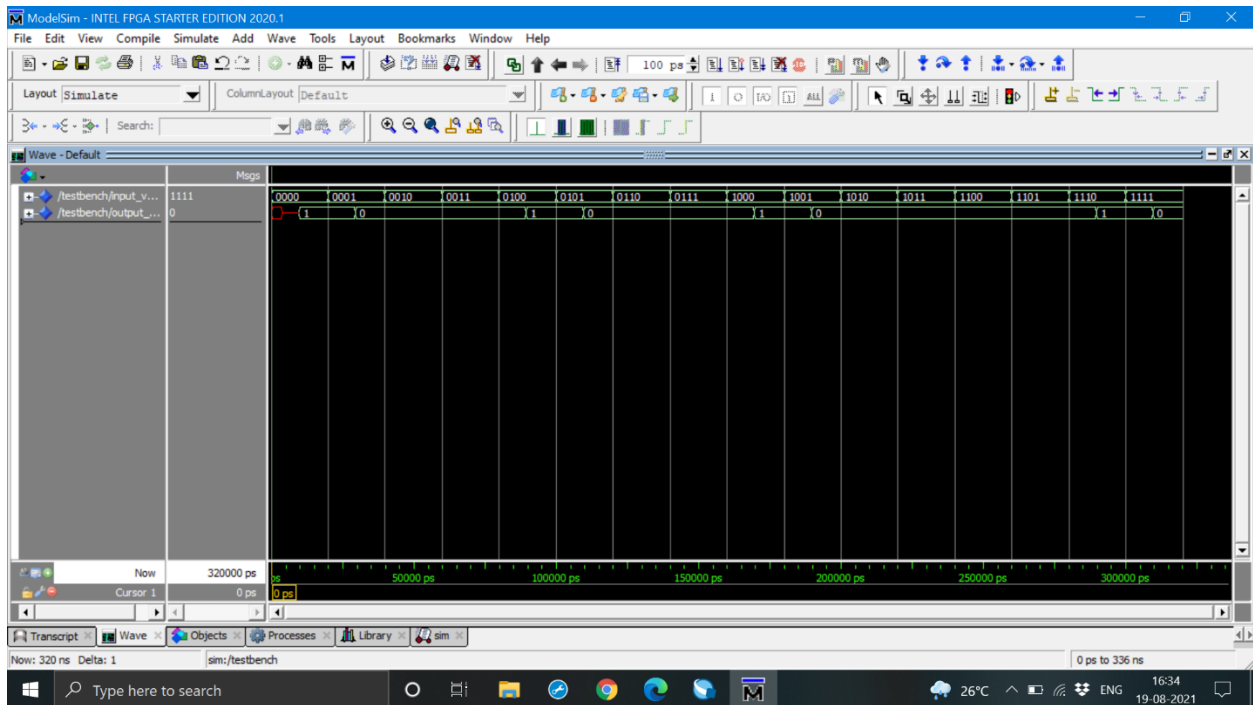 ModelSim - INTEL FPGA STARTER EDITION 2020.1
File Edit View Compile Simulate Add Wave Tools Layout Bookmarks Window Help
100 ps
Layout Simulate ColumnLayout Default
Search:
Wave - Default
Msgs
/testbench/input_v... 1111 0000 0001 0010 0011 0100 0101 0110 0111 1000 1001 1010 1011 1100 1101 1110 1111
/testbench/output_... 0 1 0 1 0 1 0 1 0
Now 320000 ps ps 50000 ps 100000 ps 150000 ps 200000 ps 250000 ps 300000 ps
Cursor 1 0 ps 0 ps
Transcript Wave Objects Processes Library sim
Now: 320 ns Delta: 1 sim:/testbench 0 ps to 336 ns
Type here to search 26°C ENG 16:34
19-08-2021